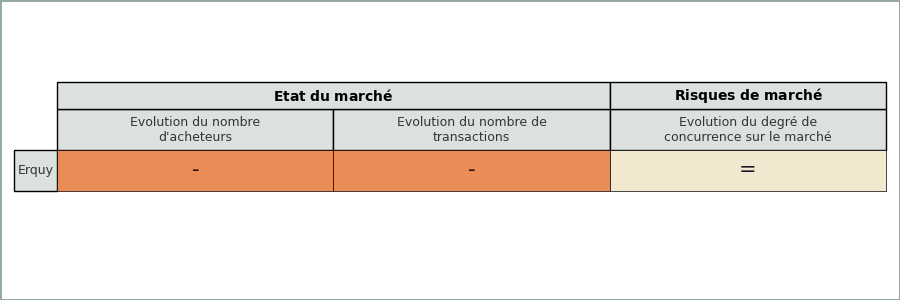 Etat du marché
Risques de marché
Evolution du nombre
d'acheteurs
Evolution du nombre de
transactions
Evolution du degré de
concurrence sur le marché
Erquy
-
-
=